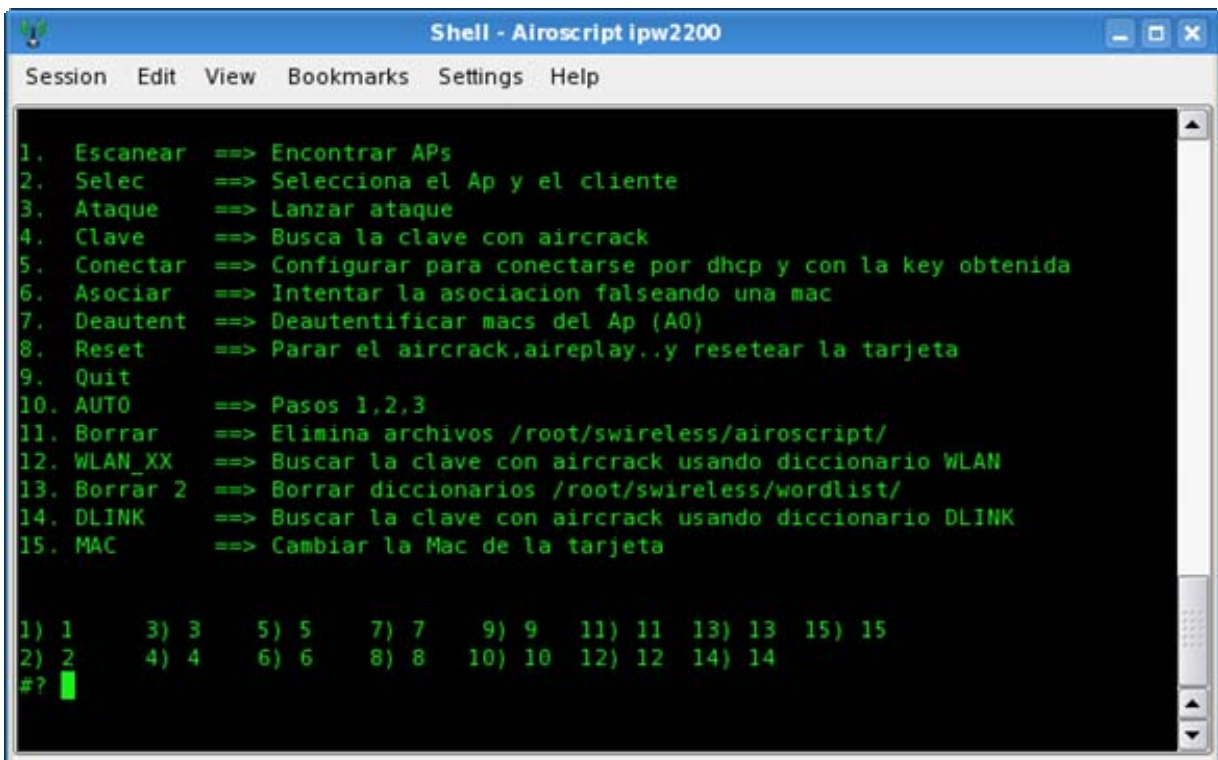 Shell - Airoscript ipw2200
Session Edit View Bookmarks Settings Help
1. Escanear ==> Encontrar APs
2. Selec ==> Selecciona el Ap y el cliente
3. Ataque ==> Lanzar ataque
4. Clave ==> Busca la clave con aircrack
5. Conectar ==> Configurar para conectarse por dhcp y con la key obtenida
6. Asociar ==> Intentar la asociacion falseando una mac
7. Deautent ==> Deautentificar macs del Ap (A0)
8. Reset ==> Parar el aircrack,aireplay..y resetear la tarjeta
9. Quit
10. AUTO ==> Pasos 1,2,3
11. Borrar ==> Elimina archivos /root/swireless/airoscript/
12. WLAN_XX ==> Buscar la clave con aircrack usando diccionario WLAN
13. Borrar 2 ==> Borrar diccionarios /root/swireless/wordlist/
14. DLINK ==> Buscar la clave con aircrack usando diccionario DLINK
15. MAC ==> Cambiar la Mac de la tarjeta
1) 1 3) 3 5) 5 7) 7 9) 9 11) 11 13) 13 15) 15
2) 2 4) 4 6) 6 8) 8 10) 10 12) 12 14) 14
#?